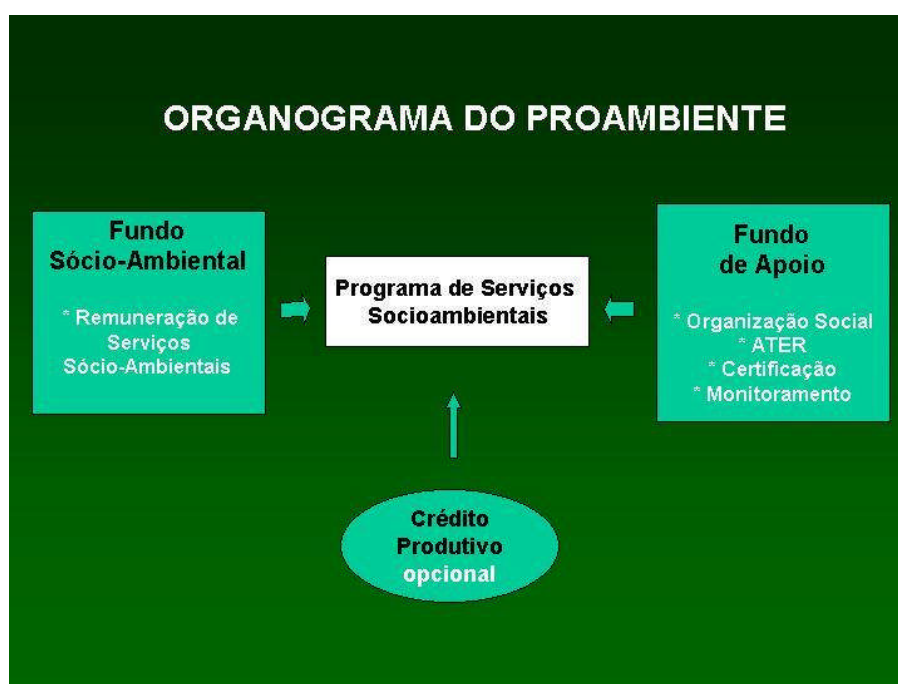 ORGANOGRAMA DO PROAMBIENTE
Fundo
Sócio-Ambiental
* Remuneração de
Serviços
Sócio-Ambientais
Programa de Serviços
Socioambientais
Fundo
de Apoio
* Organização Social
* ATER
* Certificação
* Monitoramento
Crédito
Produtivo
opcional